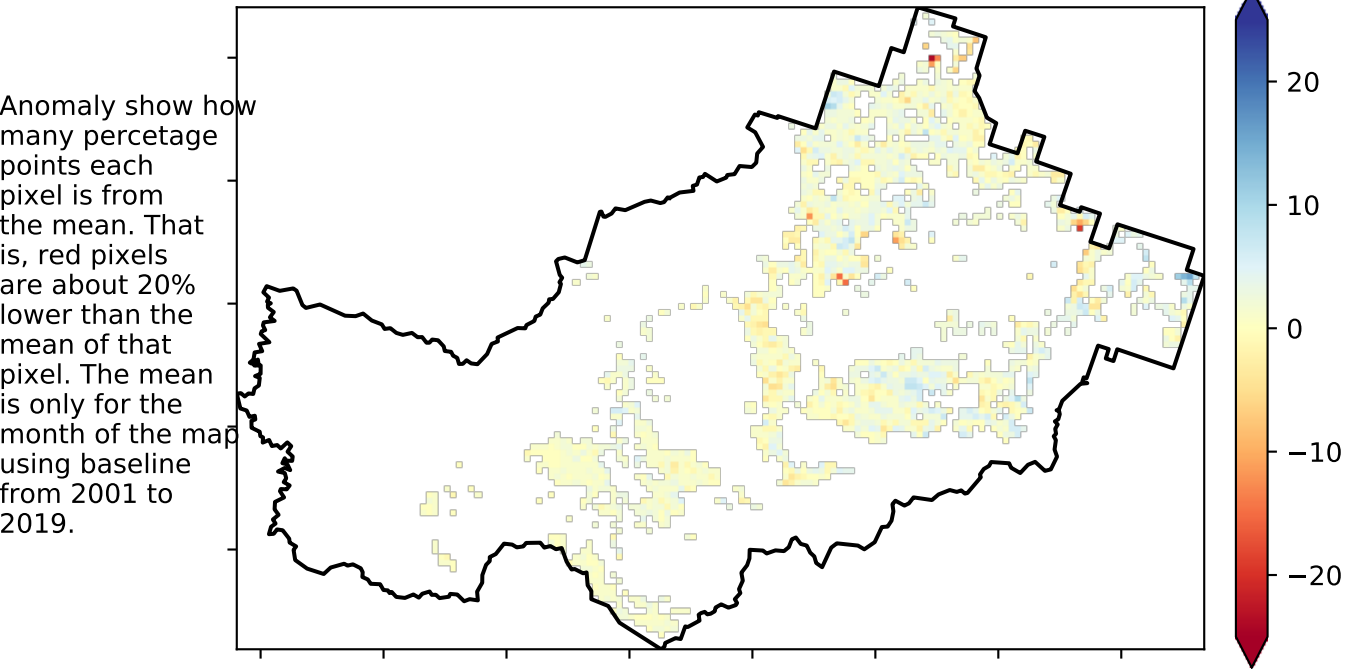 Anomaly show how
many percetage
points each
pixel is from
the mean. That
is, red pixels
are about 20%
lower than the
mean of that
pixel. The mean
is only for the
month of the map
using baseline
from 2001 to
2019.
20
10
0
−10
−20